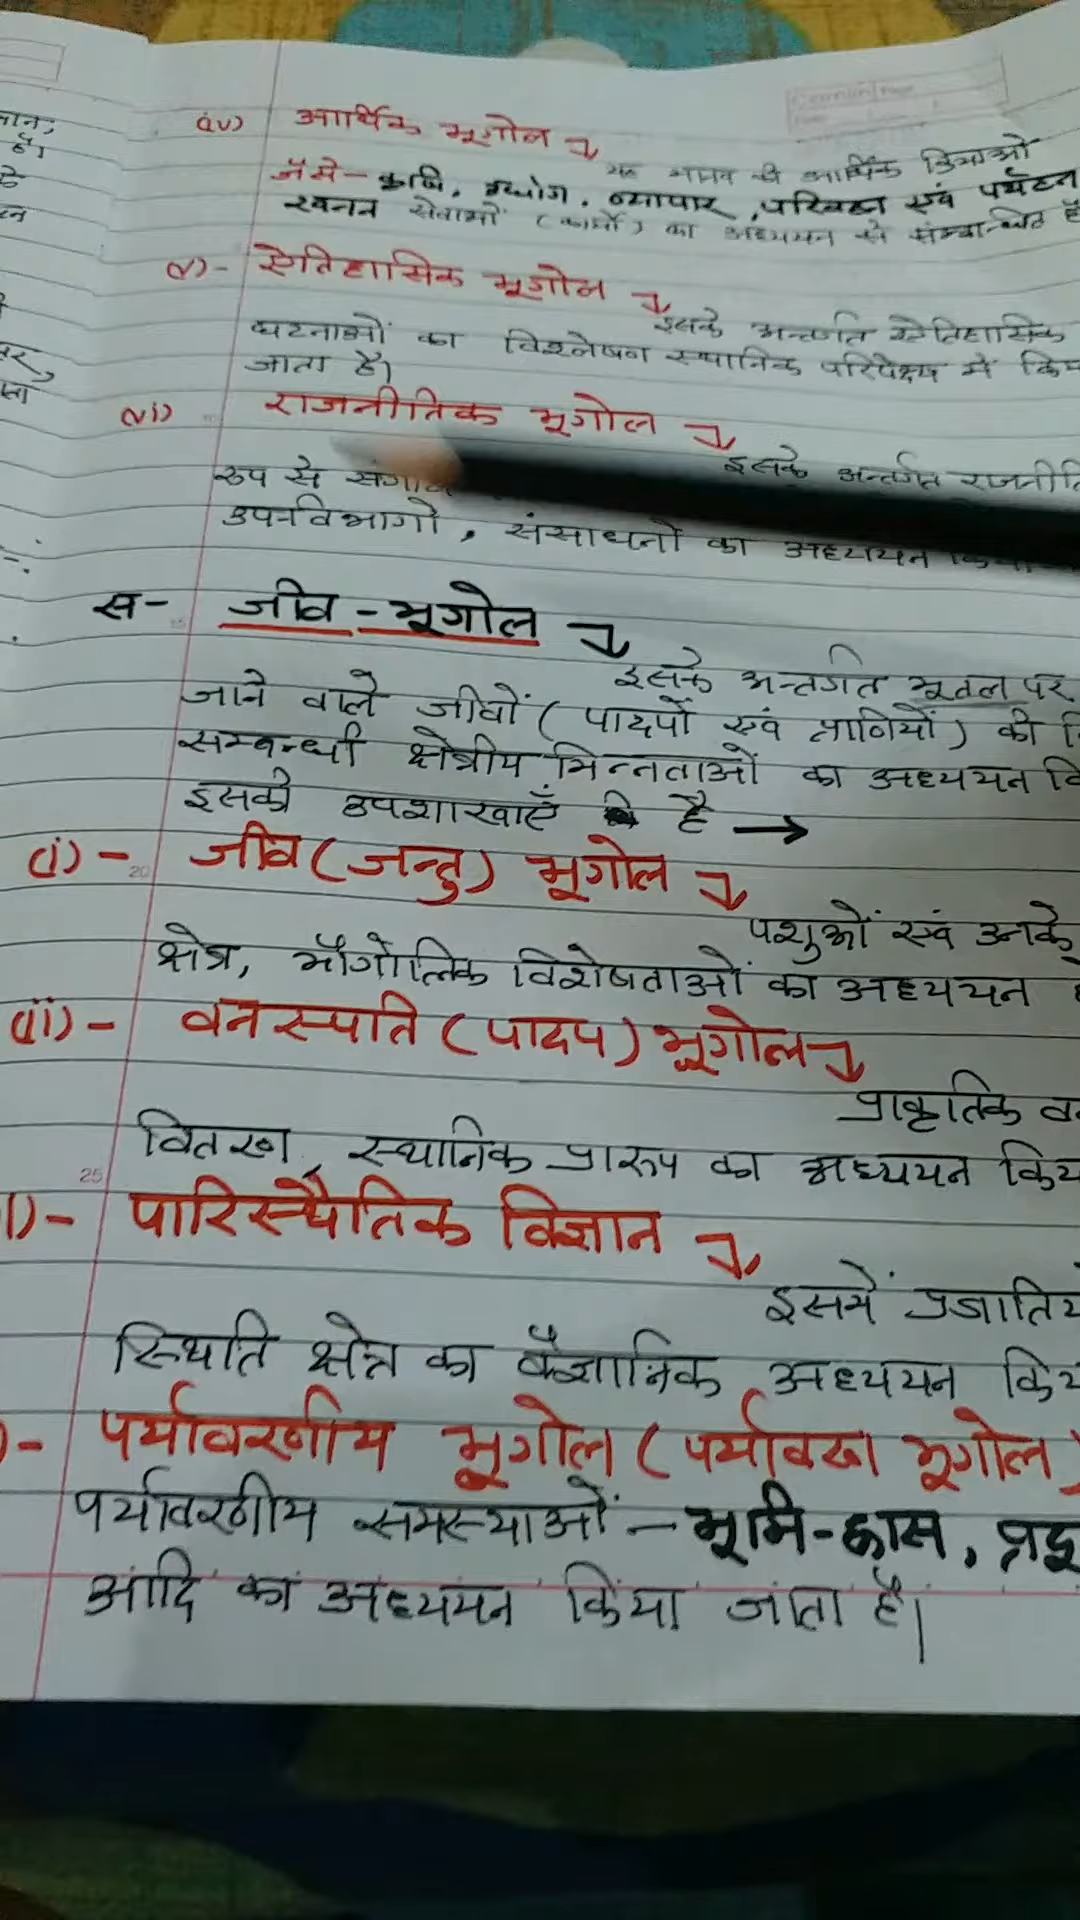 (iv) आर्थिक भूगोल
यह मानव की आर्थिक क्रियाओं
जैसे - कृषि, उद्योग, व्यापार, परिवहन एवं पर्यटन
खनन सेवाओं (कार्यो) का अध्ययन से सम्बन्धित है
(v) - ऐतिहासिक भूगोल
इसके अन्तर्गत ऐतिहासिक
घटनाओं का विश्लेषण स्थानिक परिपेक्ष्य में
जाता है।
(vi) राजनीतिक भूगोल
इसके अन्तर्गत
रूप से
उपविभागो, संसाधनों का अध्ययन
स - जीव - भूगोल
इसके अन्तर्गत भूतल पर
जाने वाले जीवों (पादपों एवं प्राणियों) की
सम्बन्धी क्षेत्रीय भिन्नताओं का अध्ययन
इसकी उपशाखाएँ है →
(i) - जीव (जन्तु) भूगोल
पशुओं एवं उनके
क्षेत्र, भौगोलिक विशेषताओं का अध्ययन
(ii) - वनस्पति (पादप) भूगोल
प्राकृतिक
वितरण, स्थानिक प्रारूप का अध्ययन
पारिस्थैतिक विज्ञान
इसमें
स्थिति क्षेत्र का वैज्ञानिक अध्ययन
पर्यावरणीय भूगोल (पर्यावरण भूगोल)
पर्यावरणीय समस्याओं - भूमि-ह्रास,
आदि का अध्ययन किया जाता है।